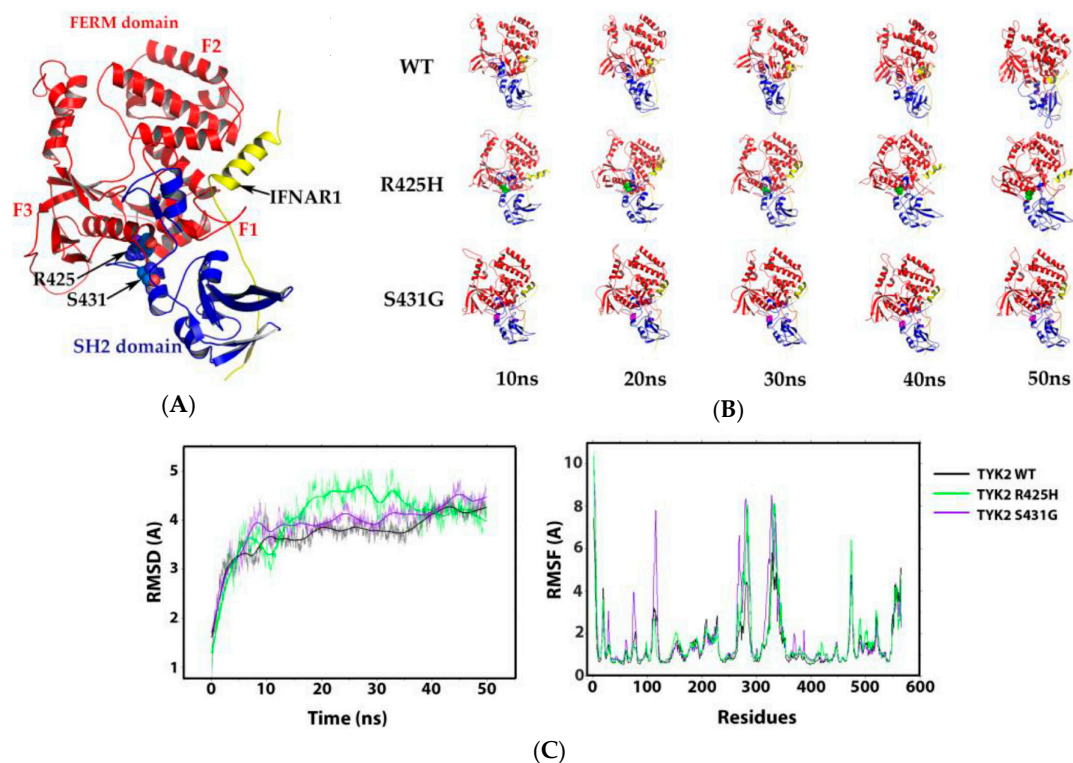 FERM domain
F2
IFNAR1
F3
F1
R425
S431
SH2 domain
(A)
WT
R425H
S431G
10ns
20ns
30ns
40ns
50ns
(B)
RMSD (A)
5
4
3
2
1
0
10
20
30
40
50
Time (ns)
RMSF (A)
10
8
6
4
2
0
0
100
200
300
400
500
600
Residues
TYK2 WT
TYK2 R425H
TYK2 S431G
(C)